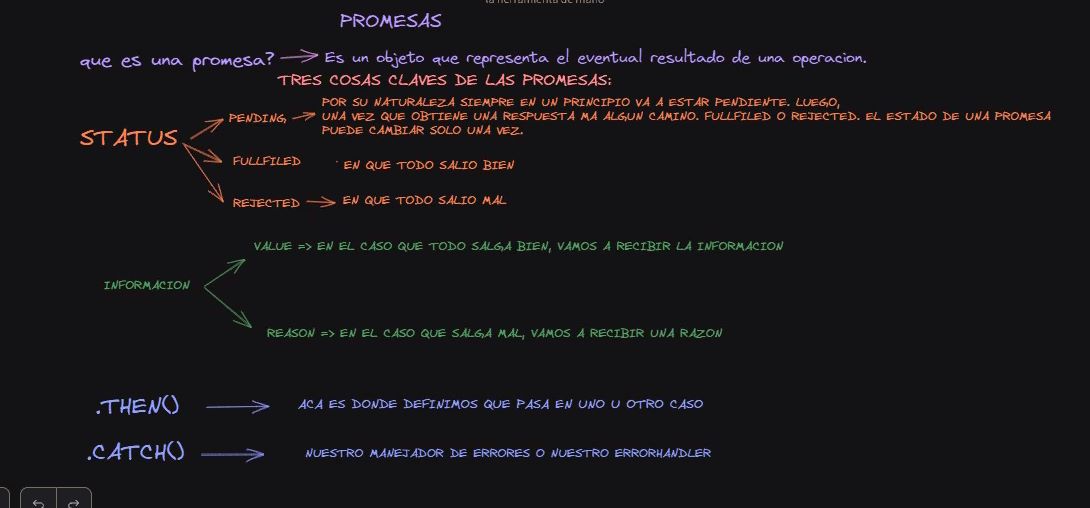 la herramienta de mano
PROMESAS
que es una promesa? Es un objeto que representa el eventual resultado de una operacion.
TRES COSAS CLAVES DE LAS PROMESAS:
POR SU NATURALEZA SIEMPRE EN UN PRINCIPIO VA A ESTAR PENDIENTE. LUEGO,
PENDING UNA VEZ QUE OBTIENE UNA RESPUESTA MA ALGUN CAMINO. FULLFILED O REJECTED. EL ESTADO DE UNA PROMESA
PUEDE CAMBIAR SOLO UNA VEZ.
STATUS
FULLFILED EN QUE TODO SALIO BIEN
REJECTED EN QUE TODO SALIO MAL
VALUE => EN EL CASO QUE TODO SALGA BIEN, VAMOS A RECIBIR LA INFORMACION
INFORMACION
REASON => EN EL CASO QUE SALGA MAL, VAMOS A RECIBIR UNA RAZON
.THEN() ACA ES DONDE DEFINIMOS QUE PASA EN UNO U OTRO CASO
.CATCH() NUESTRO MANEJADOR DE ERRORES O NUESTRO ERRORHANDLER